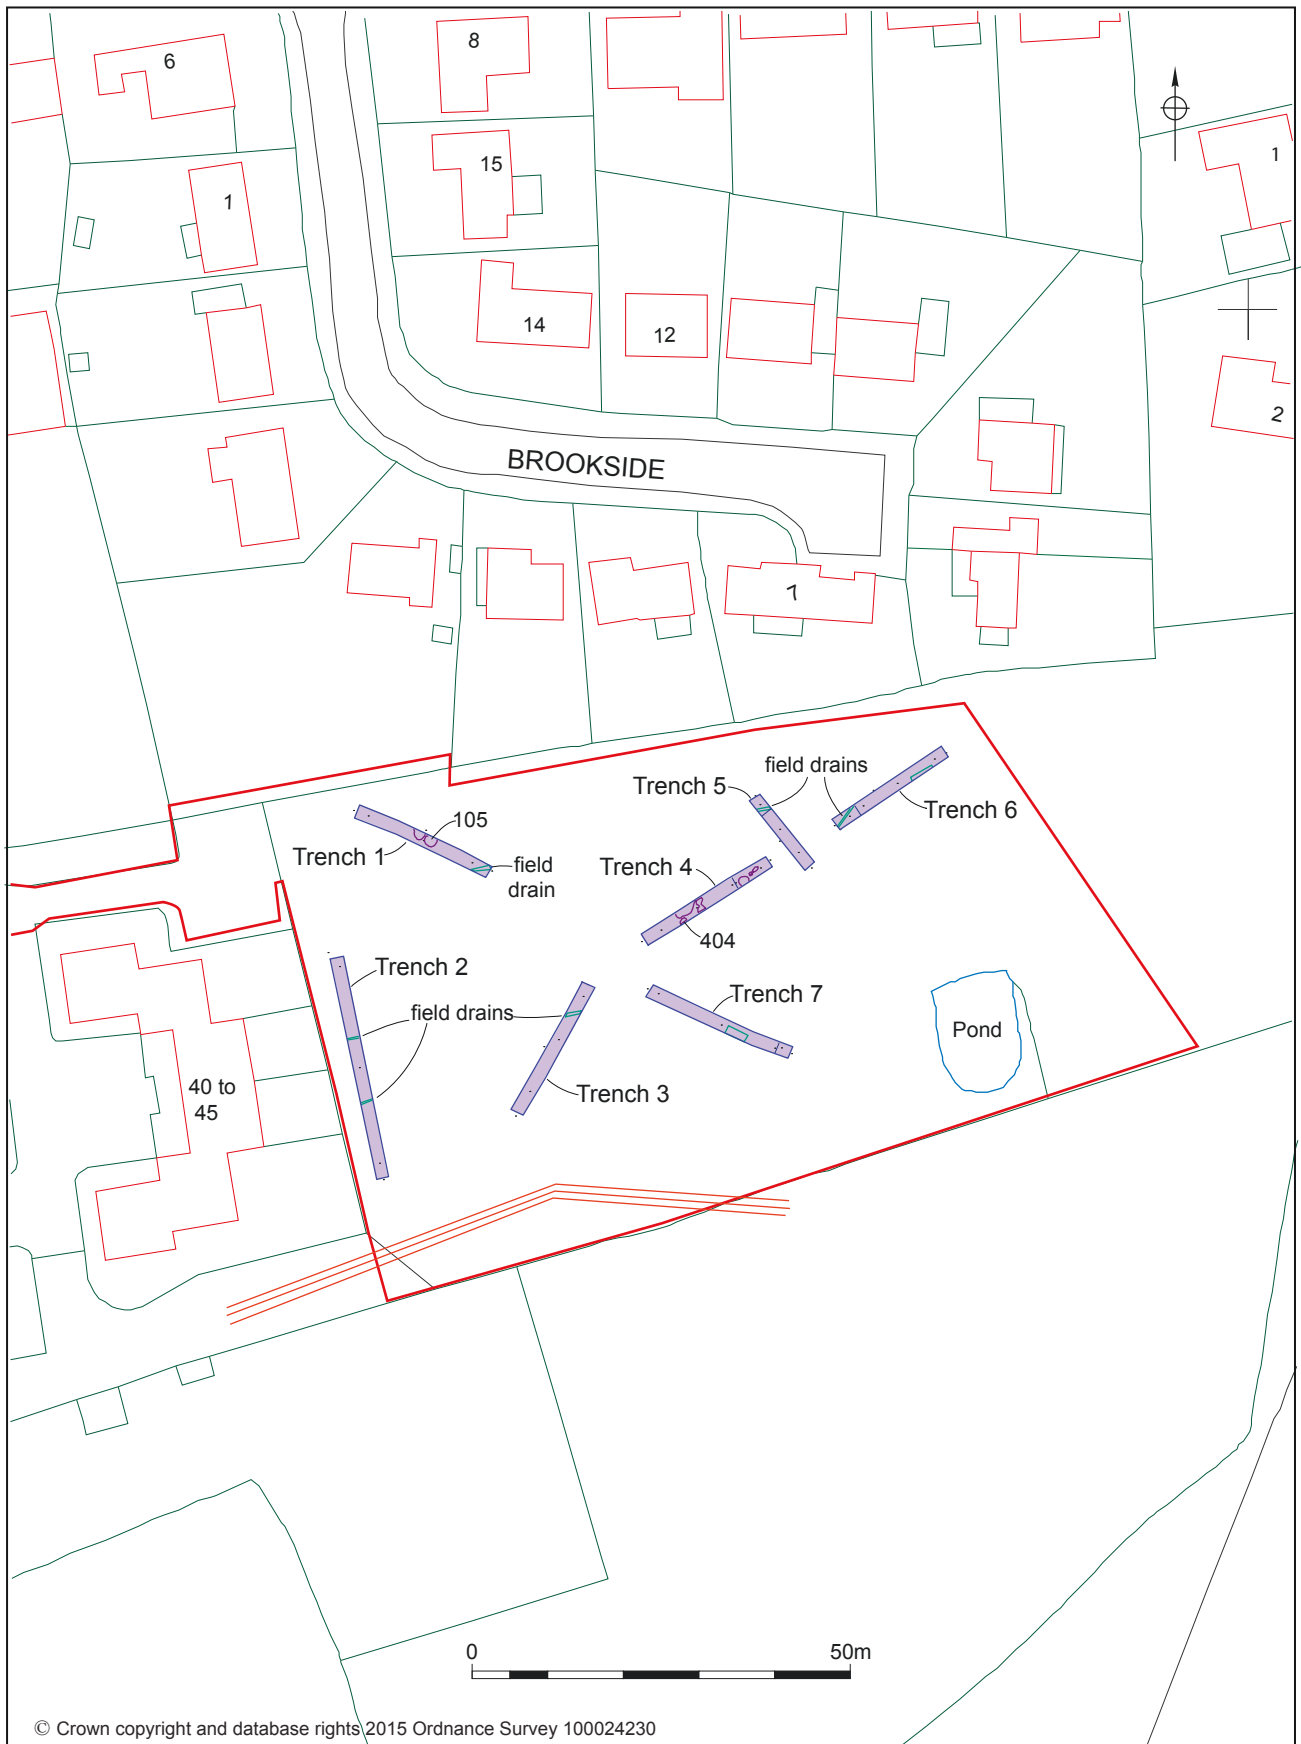 6
8
1
15
1
14
12
2
BROOKSIDE
7
field drains
Trench 5
Trench 6
105
Trench 1
field
drain
Trench 4
404
Trench 2
Trench 7
field drains
Pond
40 to
45
Trench 3
0
50m
© Crown copyright and database rights 2015 Ordnance Survey 100024230